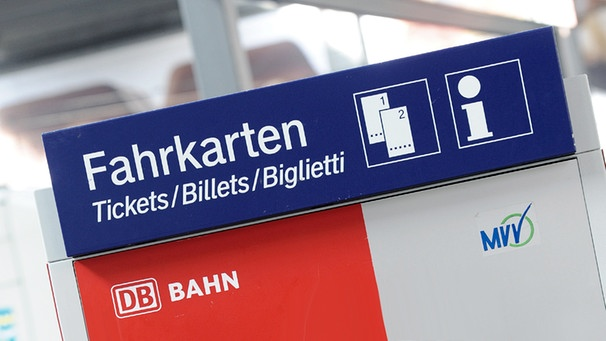 Fahrkarten
Tickets/Billets/Biglietti
1
2
i
DB BAHN
MVV